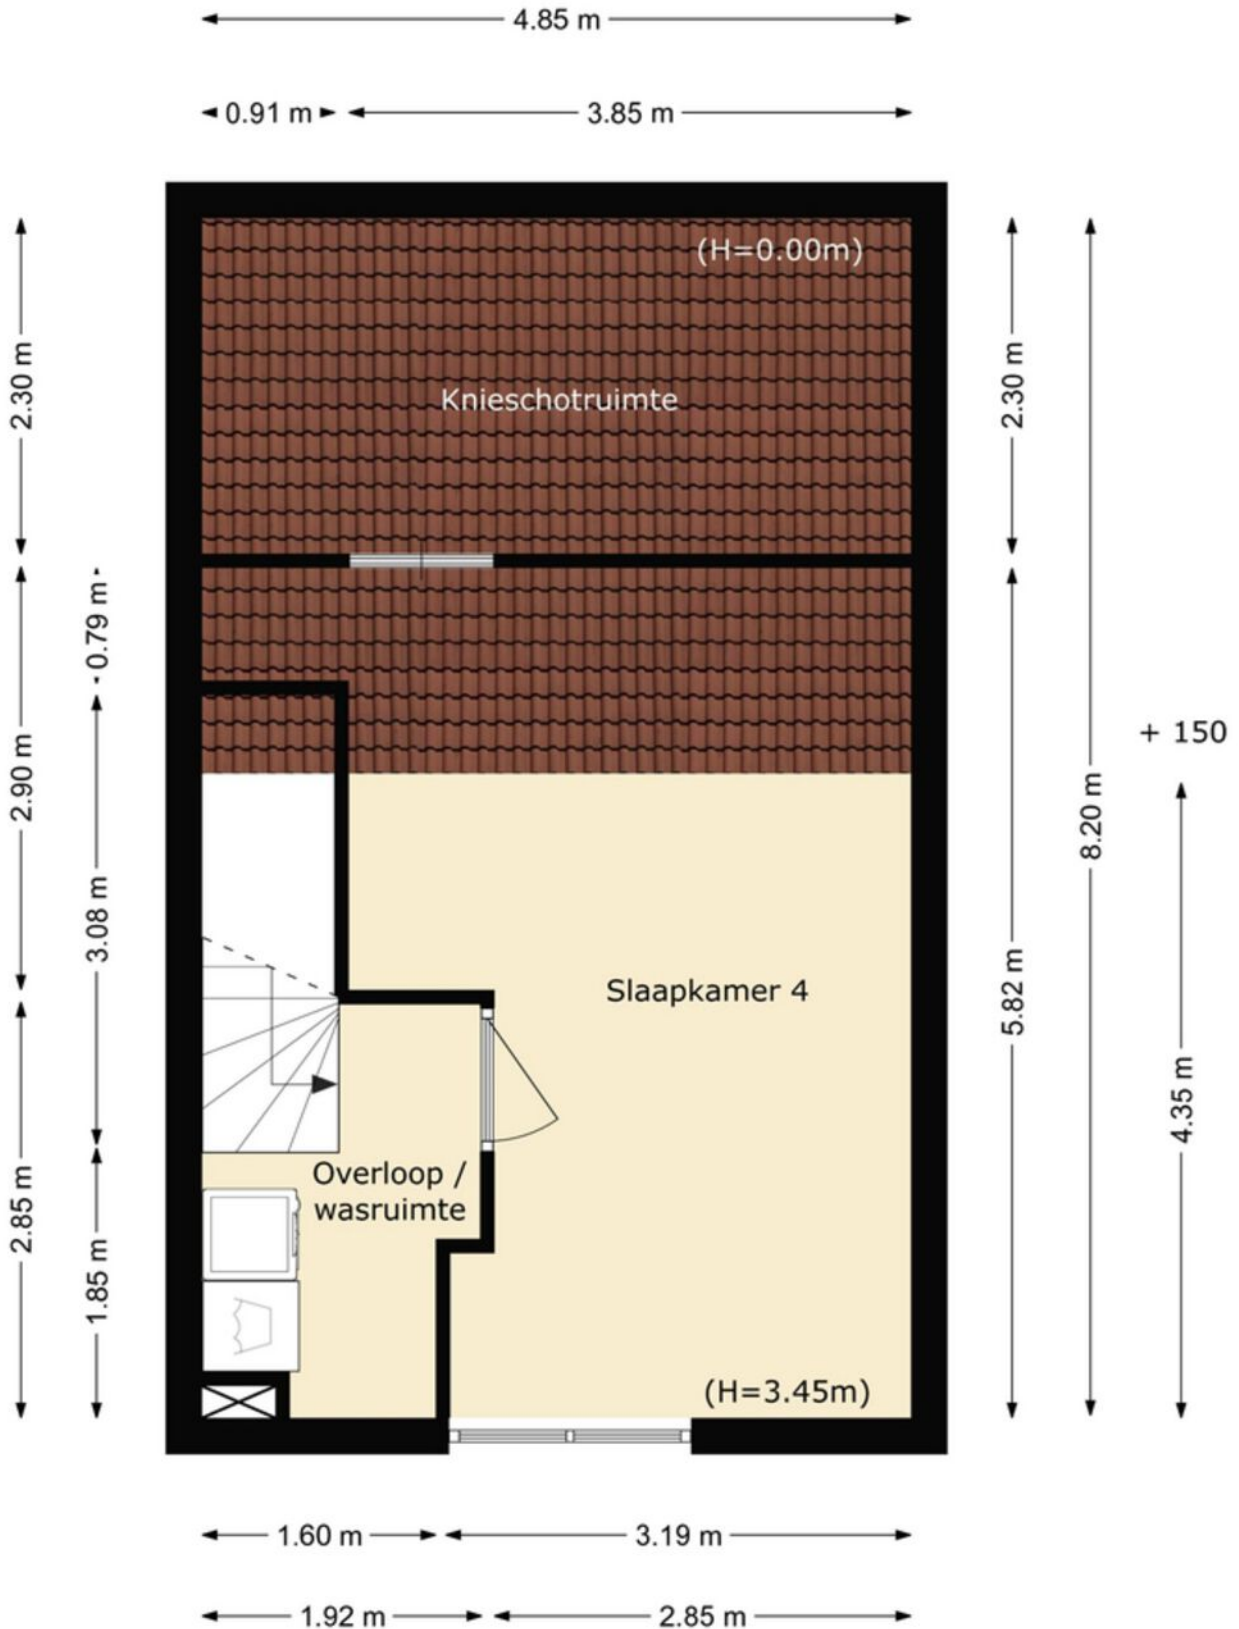 4.85 m
0.91 m
3.85 m
(H=0.00m)
2.30 m
2.30 m
Knieschotruimte
0.79 m
+ 150
2.90 m
8.20 m
3.08 m
Slaapkamer 4
5.82 m
4.35 m
Overloop /
wasruimte
2.85 m
1.85 m
(H=3.45m)
1.60 m
3.19 m
1.92 m
2.85 m